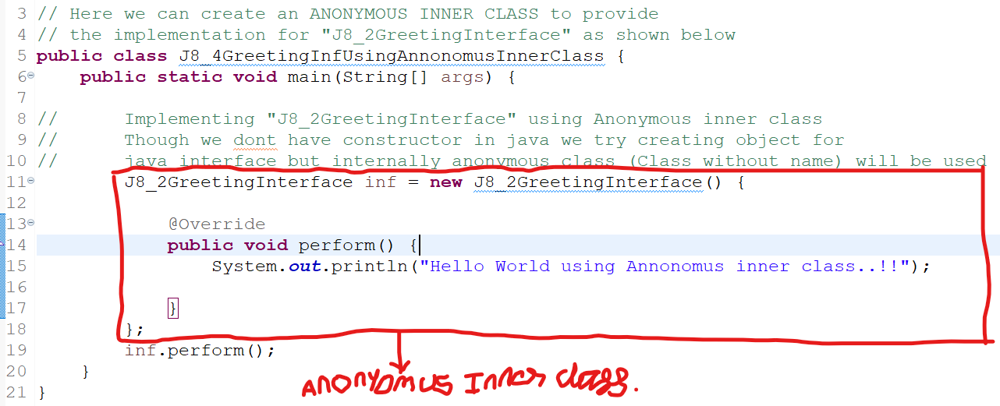 3 // Here we can create an ANONYMOUS INNER CLASS to provide
4 // the implementation for "J8_2GreetingInterface" as shown below
5 public class J8_4GreetingInfUsingAnnonomusInnerClass {
6 public static void main(String[] args) {
7
8 // Implementing "J8_2GreetingInterface" using Anonymous inner class
9 // Though we dont have constructor in java we try creating object for
10 // java interface but internally anonymous class (Class without name) will be used
11 J8_2GreetingInterface inf = new J8_2GreetingInterface() {
12
13 @Override
14 public void perform() {
15 System.out.println("Hello World using Annonomus inner class..!!");
16
17 }
18 };
19 inf.perform();
20 }
21 }
ANONYOMUS INNER class.